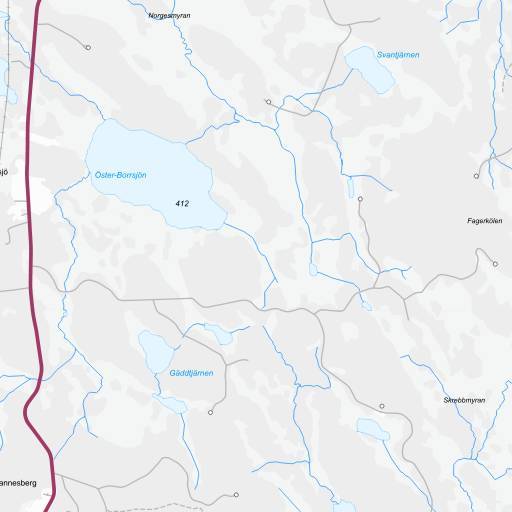 Norgesmyran
Svantjärnen
sjö
Öster-Borrsjön
412
Fagerkölen
Gäddtjärnen
Skrebbmyran
annesberg